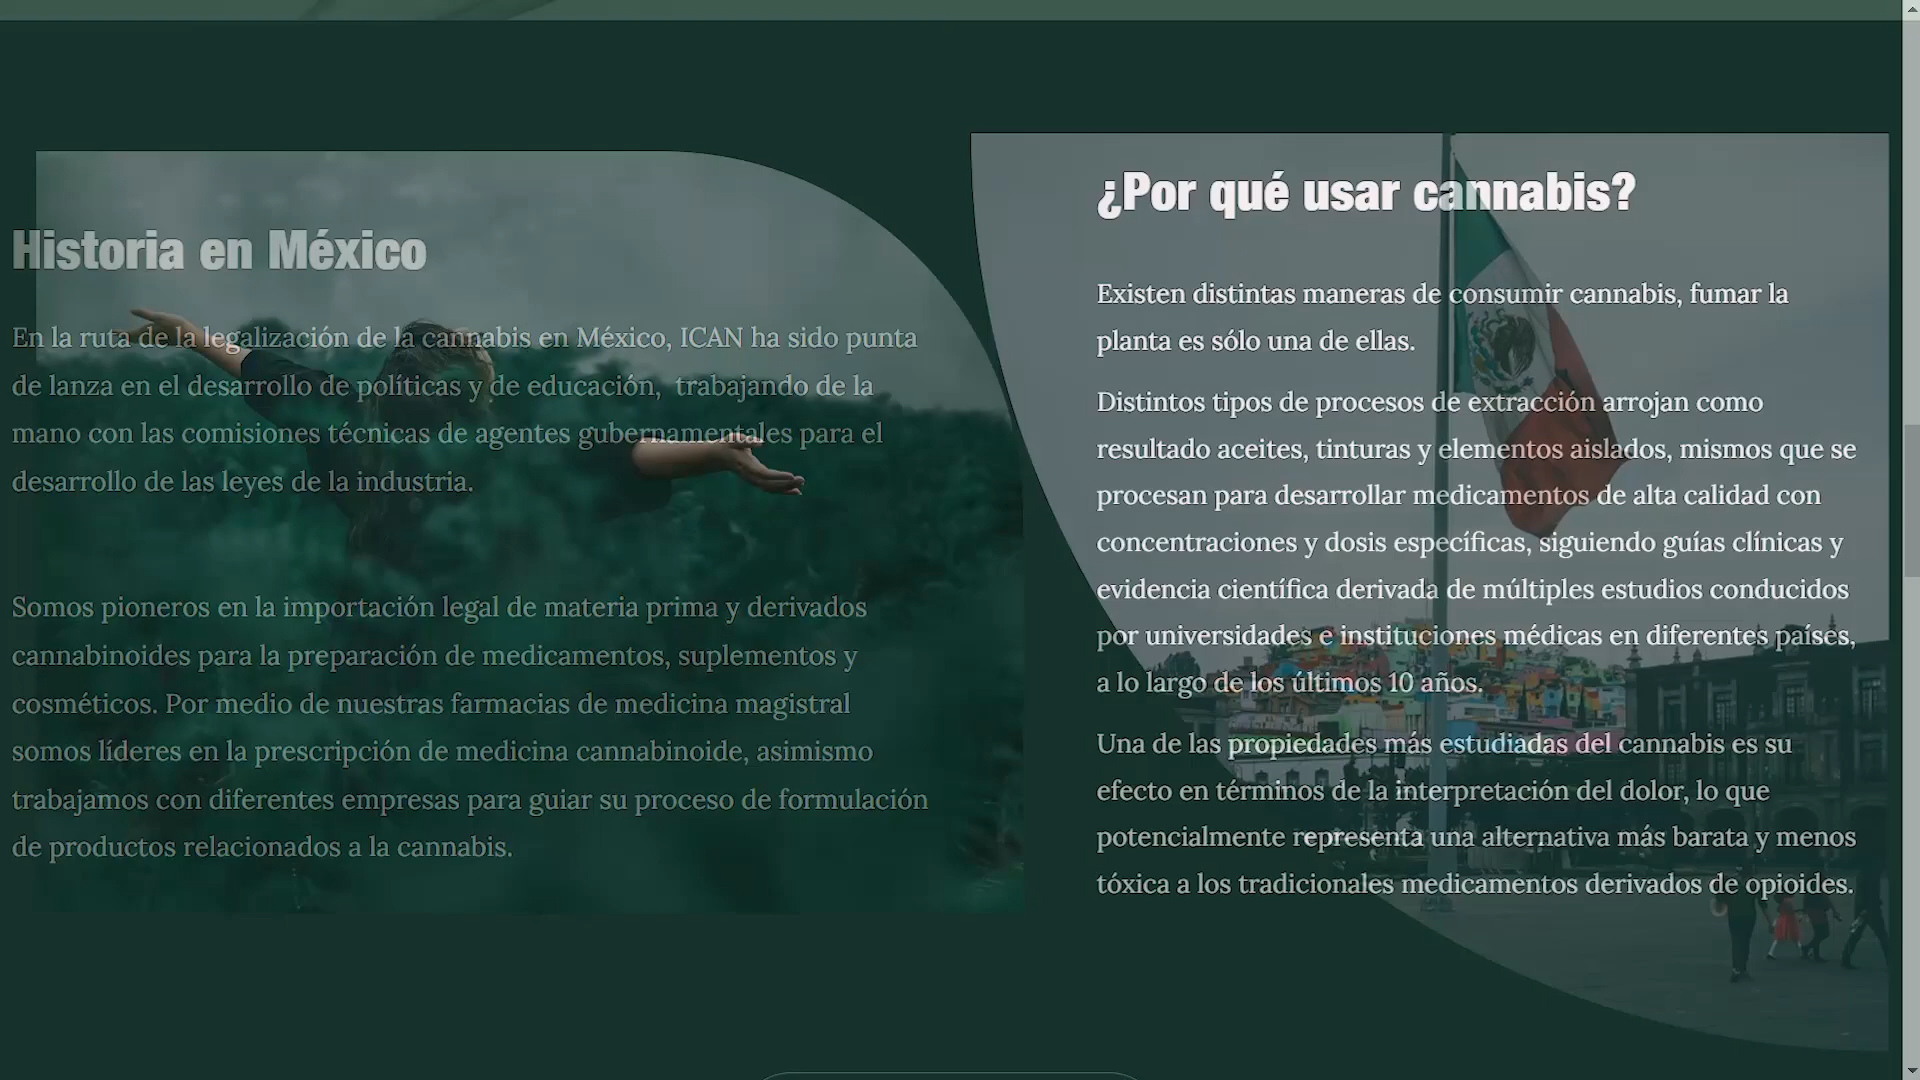 Historia en México
En la ruta de la legalización de la cannabis en México, ICAN ha sido punta
de lanza en el desarrollo de políticas y de educación, trabajando de la
mano con las comisiones técnicas de agentes gubernamentales para el
desarrollo de las leyes de la industria.
Somos pioneros en la importación legal de materia prima y derivados
cannabinoides para la preparación de medicamentos, suplementos y
cosméticos. Por medio de nuestras farmacias de medicina magistral
somos líderes en la prescripción de medicina cannabinoide, asimismo
trabajamos con diferentes empresas para guiar su proceso de formulación
de productos relacionados a la cannabis.
¿Por qué usar cannabis?
Existen distintas maneras de consumir cannabis, fumar la
planta es sólo una de ellas.
Distintos tipos de procesos de extracción arrojan como
resultado aceites, tinturas y elementos aislados, mismos que se
procesan para desarrollar medicamentos de alta calidad con
concentraciones y dosis específicas, siguiendo guías clínicas y
evidencia científica derivada de múltiples estudios conducidos
por universidades e instituciones médicas en diferentes países,
a lo largo de los últimos 10 años.
Una de las propiedades más estudiadas del cannabis es su
efecto en términos de la interpretación del dolor, lo que
potencialmente representa una alternativa más barata y menos
tóxica a los tradicionales medicamentos derivados de opioides.